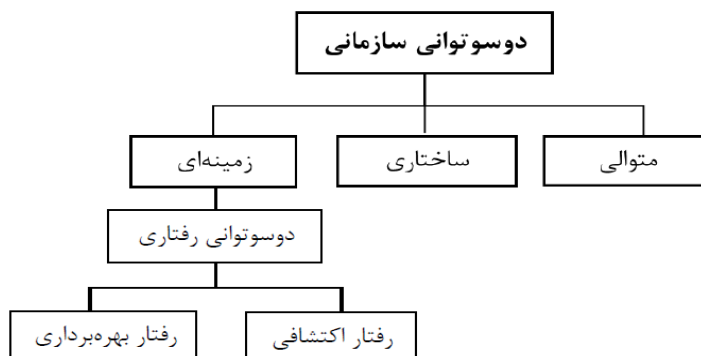 دوسوتوانی سازمانی
متوالی
ساختاری
زمینه‌ای
دوسوتوانی رفتاری
رفتار اکتشافی
رفتار بهره‌برداری